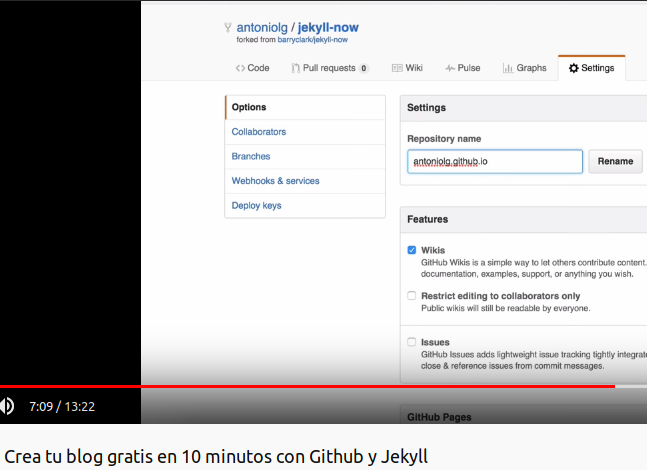 antoniolg / jekyll-now
forked from barryclark/jekyll-now
Code Pull requests 0 Wiki Pulse Graphs Settings
Options
Collaborators
Branches
Webhooks & services
Deploy keys
Settings
Repository name
antoniolg.github.io Rename
Features
Wikis
GitHub Wikis is a simple way to let others contribute content.
documentation, examples, support, or anything you wish.
Restrict editing to collaborators only
Public wikis will still be readable by everyone.
Issues
GitHub Issues adds lightweight issue tracking tightly integrate
close & reference issues from commit messages.
GitHub Pages
7:09 / 13:22
Crea tu blog gratis en 10 minutos con Github y Jekyll